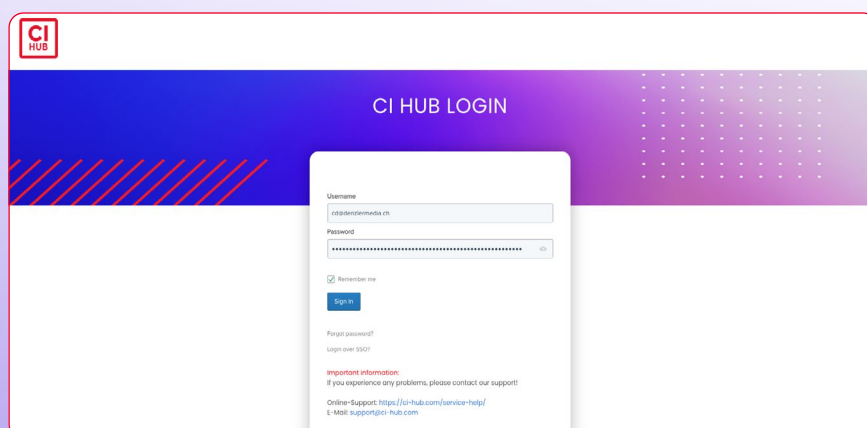 CI
HUB
CI HUB LOGIN
Username
cd@denzlermedia.ch
Password
Remember me
Sign In
Forgot password?
Login over SSO?
Important information:
If you experience any problems, please contact our support!
Online-Support: https://ci-hub.com/service-help/
E-Mail: support@ci-hub.com